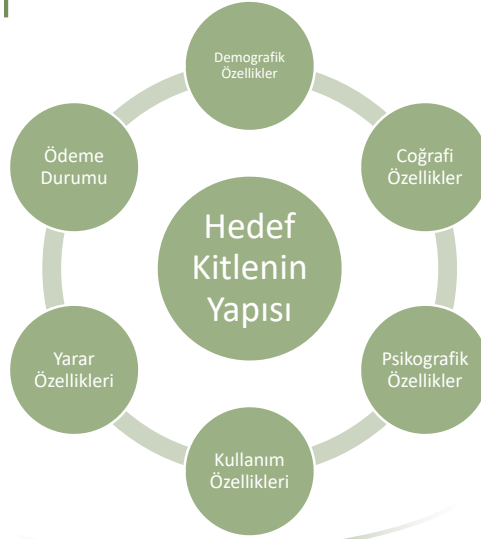 Demografik
Özellikler
Coğrafi
Özellikler
Psikografik
Özellikler
Kullanım
Özellikleri
Yarar
Özellikleri
Ödeme
Durumu
Hedef
Kitlenin
Yapısı